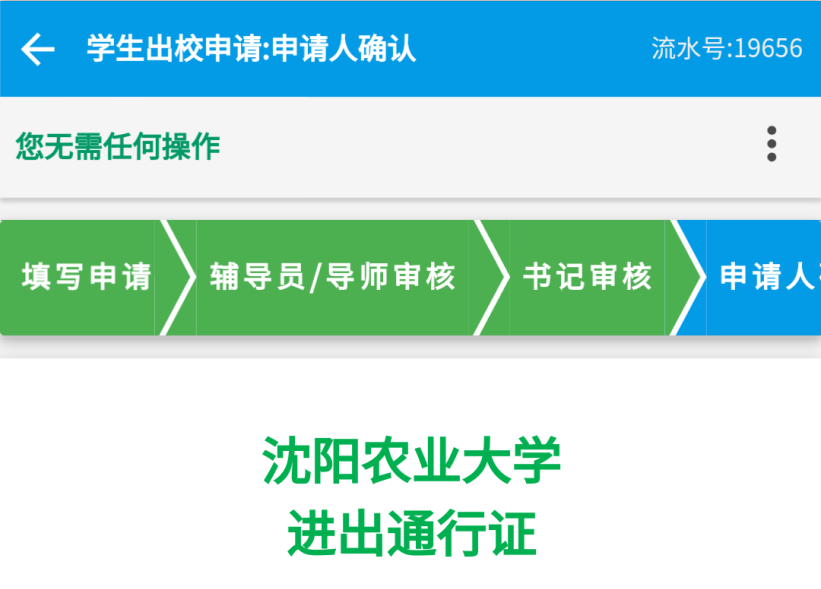 学生出校申请:申请人确认 流水号:19656
您无需任何操作
填写申请 辅导员/导师审核 书记审核 申请人
沈阳农业大学
进出通行证